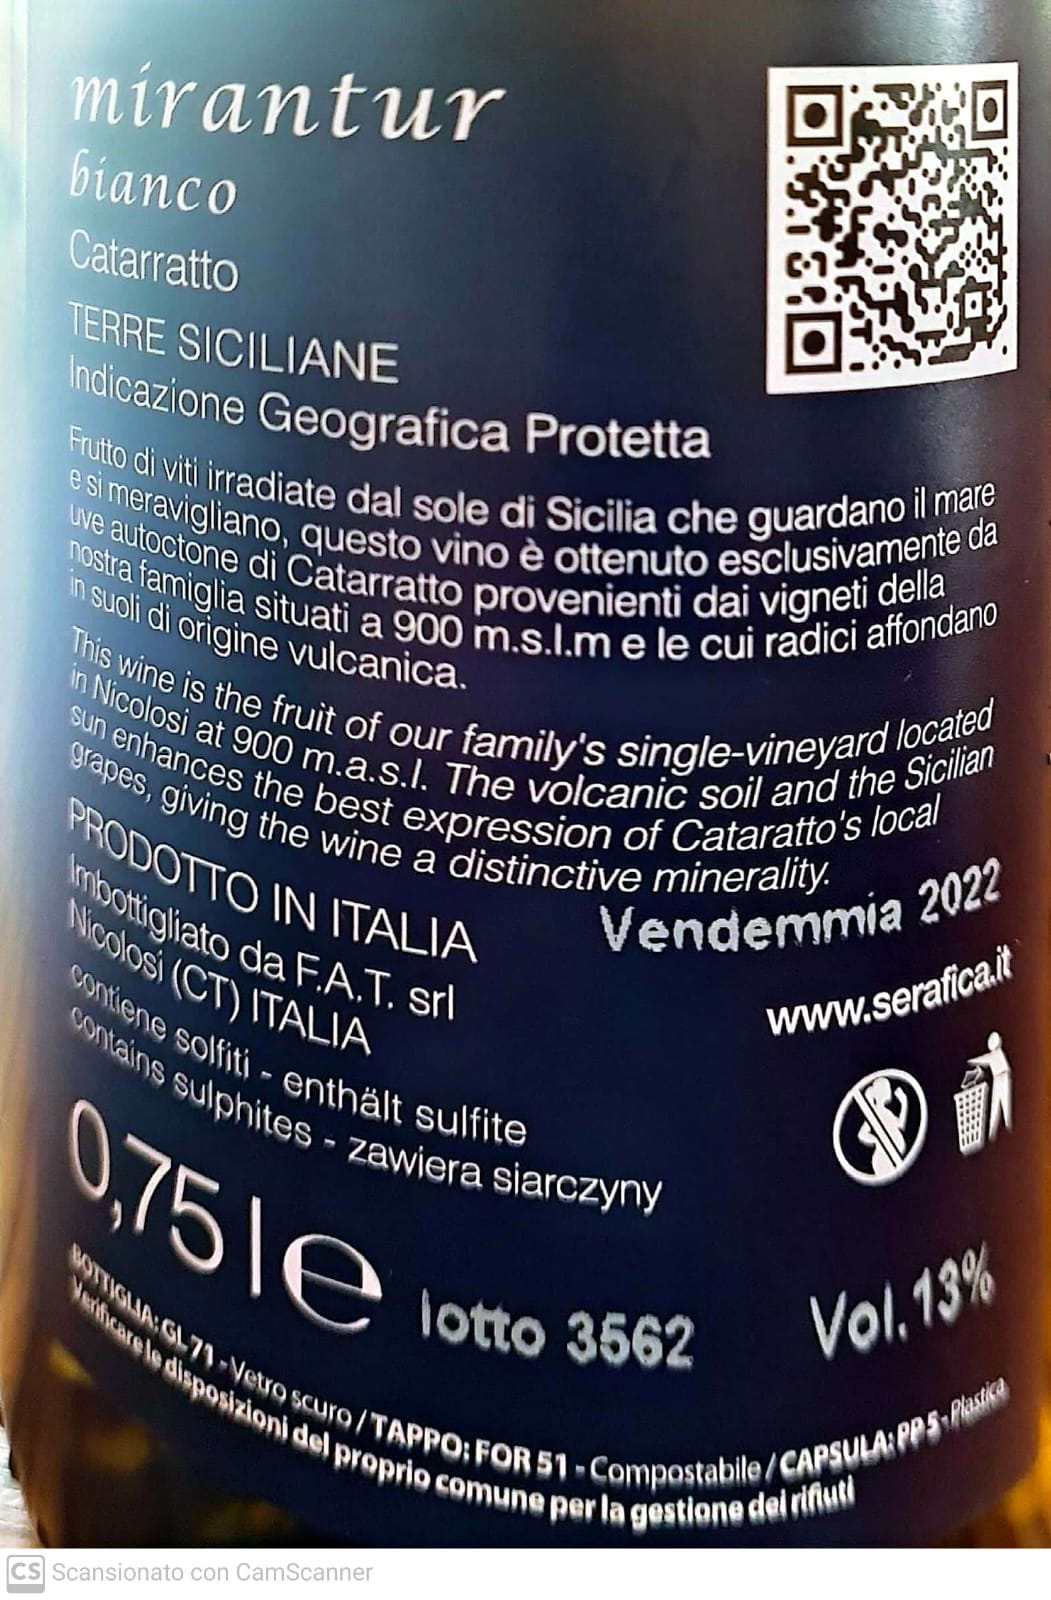 mirantur
bianco
Catarratto
TERRE SICILIANE
Indicazione Geografica Protetta
Frutto di viti irradiate dal sole di Sicilia che guardano il mare
e si meravigliano, questo vino è ottenuto esclusivamente da
uve autoctone di Catarratto provenienti dai vigneti della
nostra famiglia situati a 900 m.s.l.m e le cui radici affondano
in suoli di origine vulcanica.
This wine is the fruit of our family's single-vineyard located
in Nicolosi at 900 m.a.s.l. The volcanic soil and the Sicilian
sun enhances the best expression of Cataratto's local
grapes, giving the wine a distinctive minerality.
PRODOTTO IN ITALIA
Vendemmia 2022
Imbottigliato da F.A.T. srl
Nicolosi (CT) ITALIA
www.serafica.it
contiene solfiti - enthält sulfite
contains sulphites - zawiera siarczyny
0,75 l e
lotto 3562
Vol. 13%
BOTTIGLIA: GL 71 - Vetro scuro / TAPPO: FOR 51 - Compostabile / CAPSULA: PP 5 - Plastica
Verificare le disposizioni del proprio comune per la gestione dei rifiuti
CS Scansionato con CamScanner